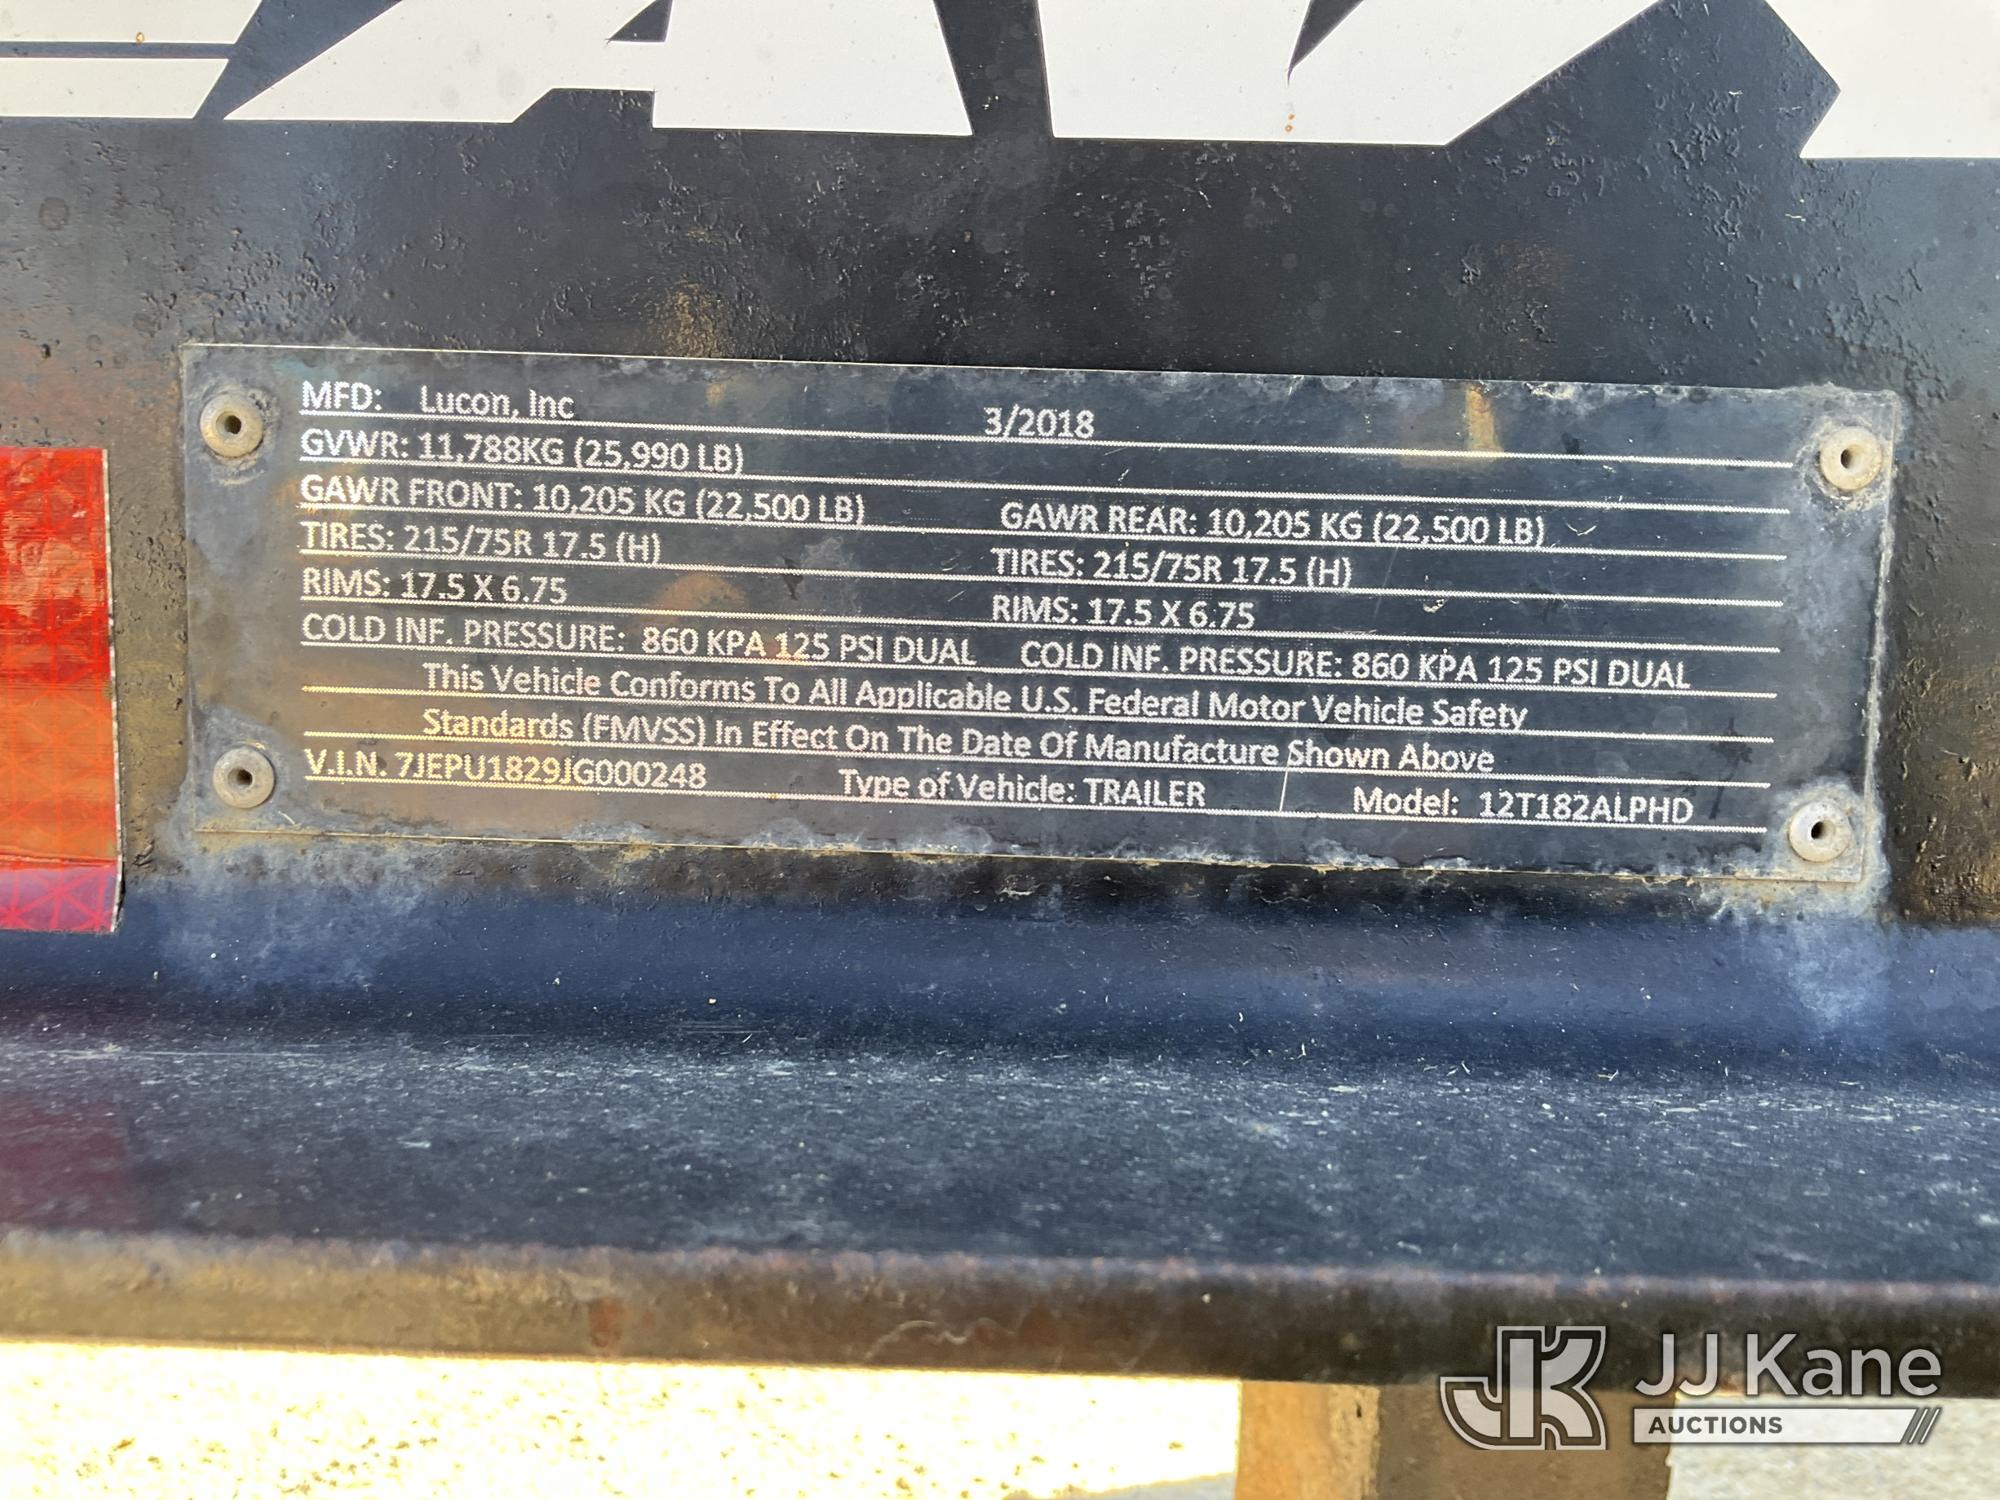 MFD: Lucon, Inc 3/2018
GVWR: 11,788KG (25,990 LB)
GAWR FRONT: 10,205 KG (22,500 LB) GAWR REAR: 10,205 KG (22,500 LB)
TIRES: 215/75R 17.5 (H) TIRES: 215/75R 17.5 (H)
RIMS: 17.5 X 6.75 RIMS: 17.5 X 6.75
COLD INF. PRESSURE: 860 KPA 125 PSI DUAL COLD INF. PRESSURE: 860 KPA 125 PSI DUAL
This Vehicle Conforms To All Applicable U.S. Federal Motor Vehicle Safety
Standards (FMVSS) In Effect On The Date Of Manufacture Shown Above
V.I.N. 7JEPU1829JG000248 Type of Vehicle: TRAILER Model: 12T182ALPHD
JK JJ Kane
AUCTIONS